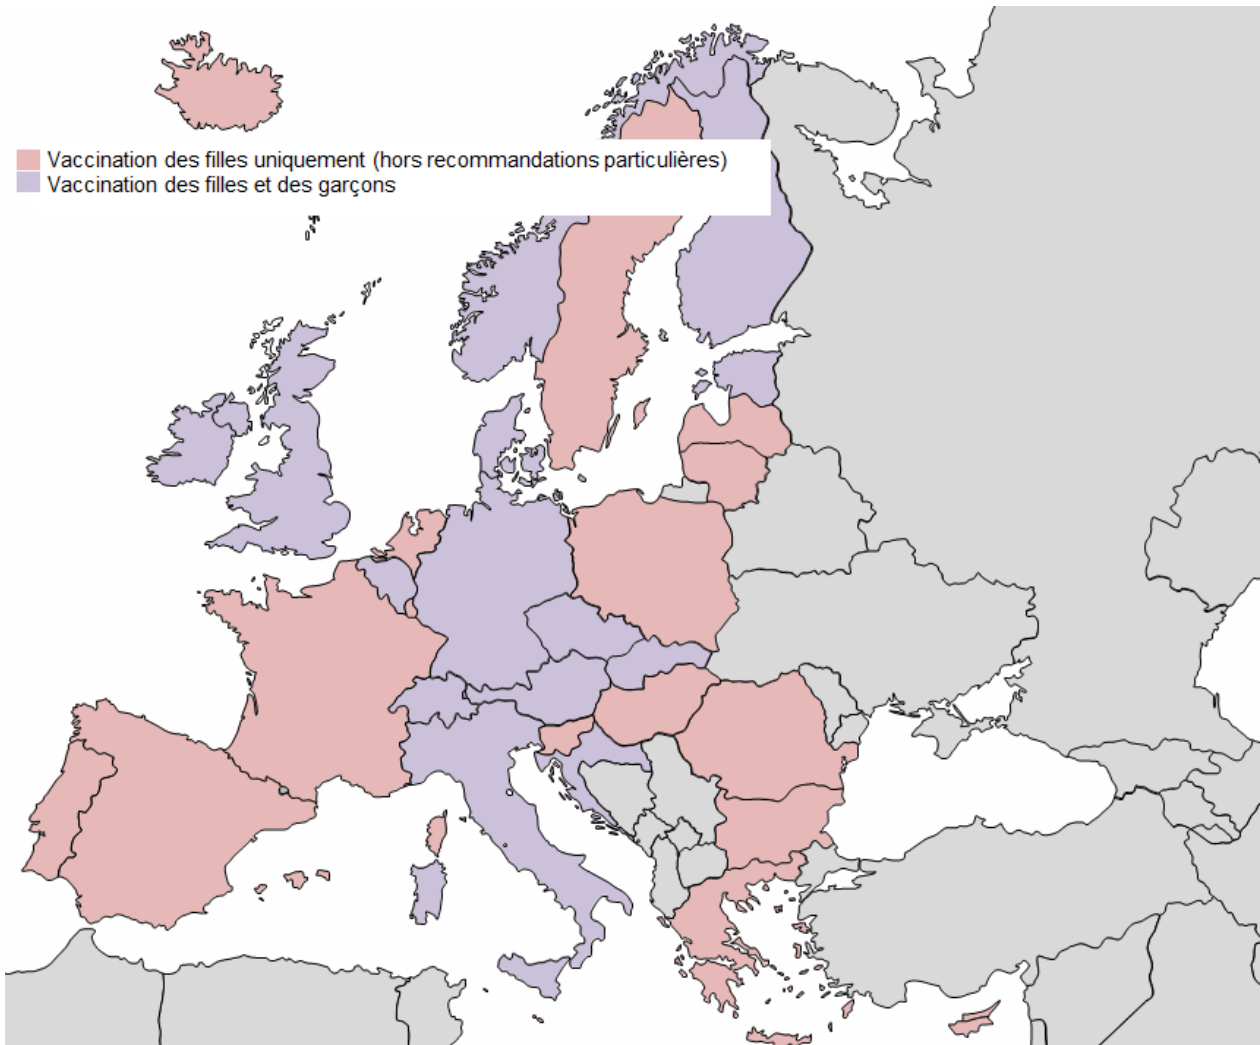 Vaccination des filles uniquement (hors recommandations particulières)
Vaccination des filles et des garçons